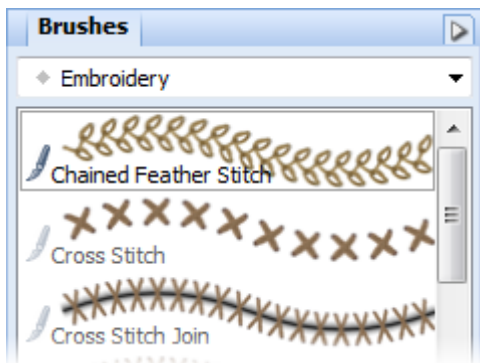 Brushes
Embroidery
Chained Feather Stitch
Cross Stitch
Cross Stitch Join